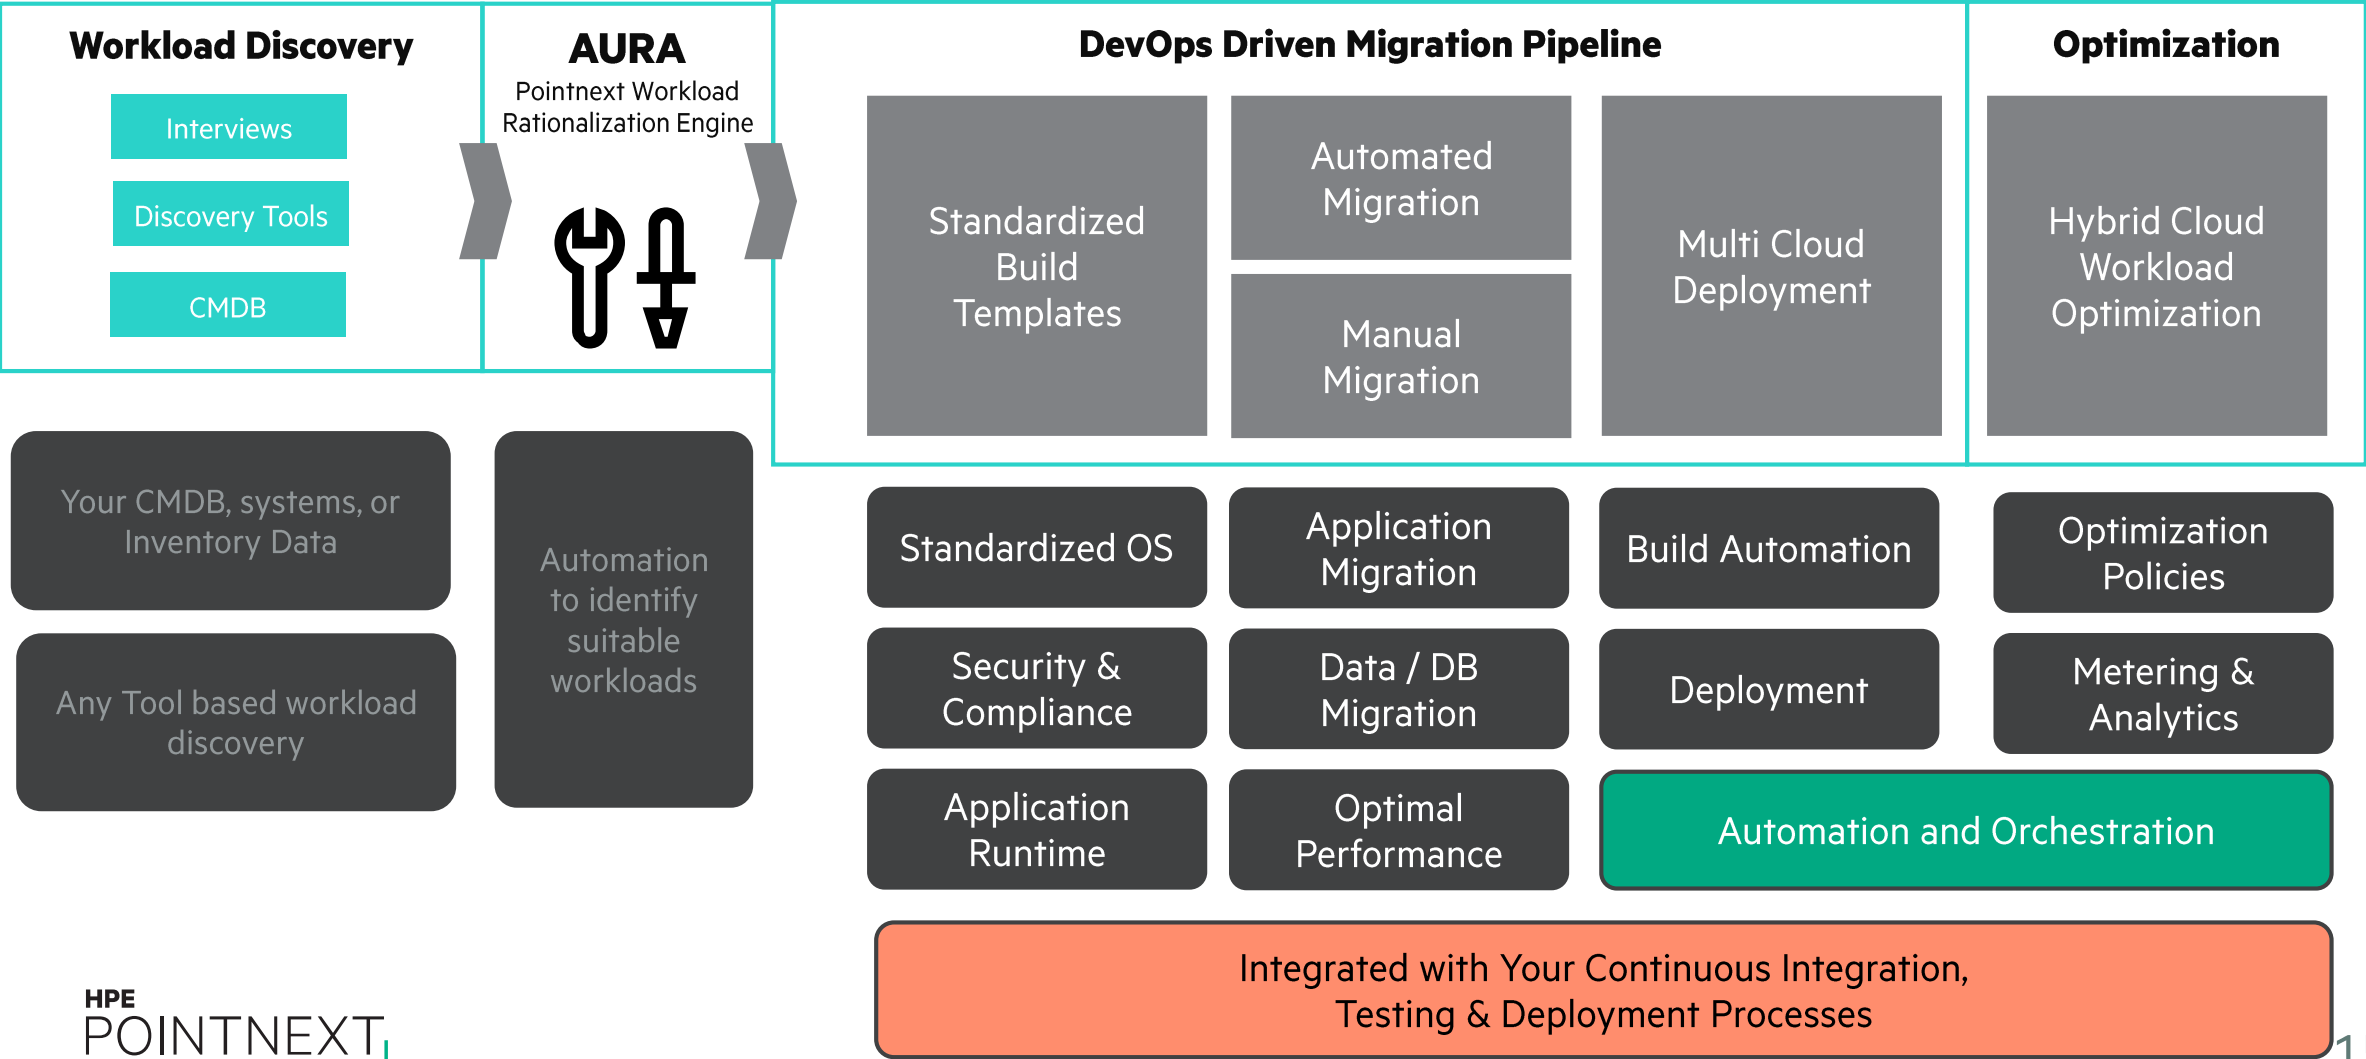 Workload Discovery
Interviews
Discovery Tools
CMDB
AURA
Pointnext Workload
Rationalization Engine
DevOps Driven Migration Pipeline
Standardized
Build
Templates
Automated
Migration
Manual
Migration
Multi Cloud
Deployment
Optimization
Hybrid Cloud
Workload
Optimization
Your CMDB, systems, or
Inventory Data
Any Tool based workload
discovery
Automation
to identify
suitable
workloads
Standardized OS
Application
Migration
Build Automation
Optimization
Policies
Security &
Compliance
Data / DB
Migration
Deployment
Metering &
Analytics
Application
Runtime
Optimal
Performance
Automation and Orchestration
Integrated with Your Continuous Integration,
Testing & Deployment Processes
HPE
POINTNEXT
1